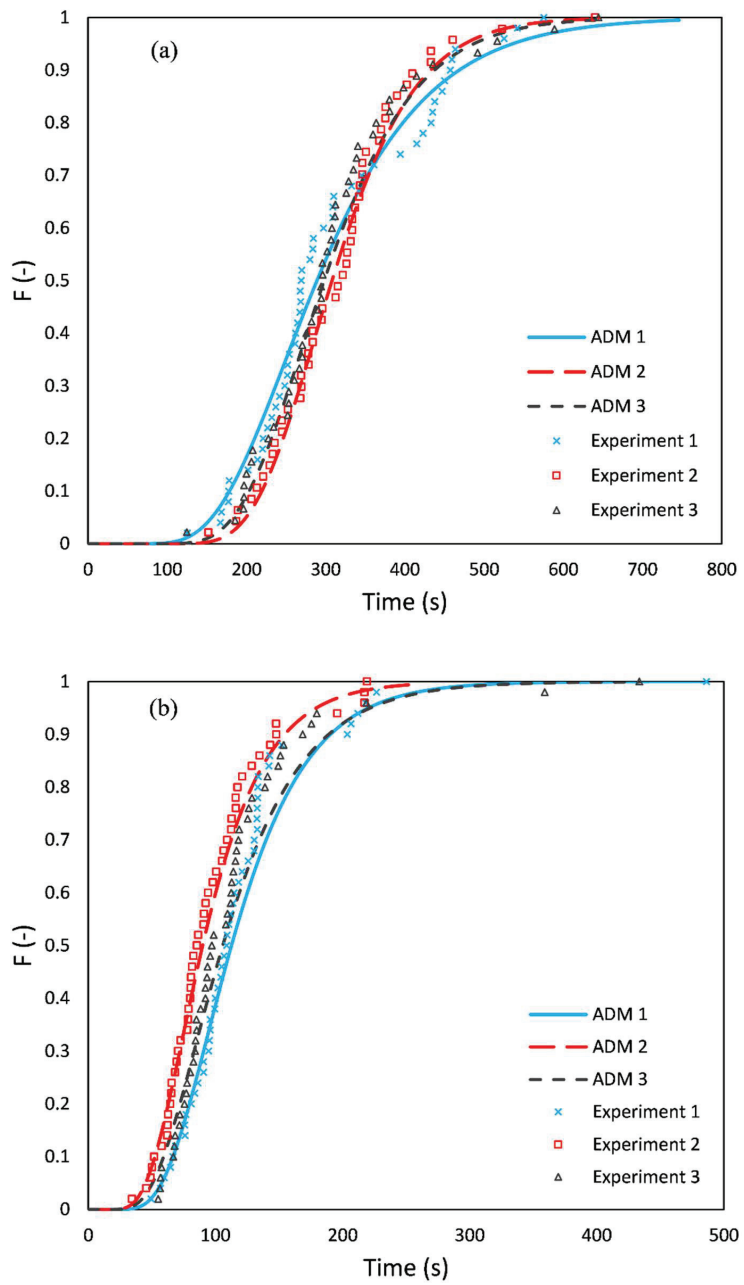 (a)
F (-)
1
0.9
0.8
0.7
0.6
0.5
0.4
0.3
0.2
0.1
0
ADM 1
ADM 2
ADM 3
Experiment 1
Experiment 2
Experiment 3
0 100 200 300 400 500 600 700 800
Time (s)
(b)
F (-)
1
0.9
0.8
0.7
0.6
0.5
0.4
0.3
0.2
0.1
0
ADM 1
ADM 2
ADM 3
Experiment 1
Experiment 2
Experiment 3
0 100 200 300 400 500
Time (s)